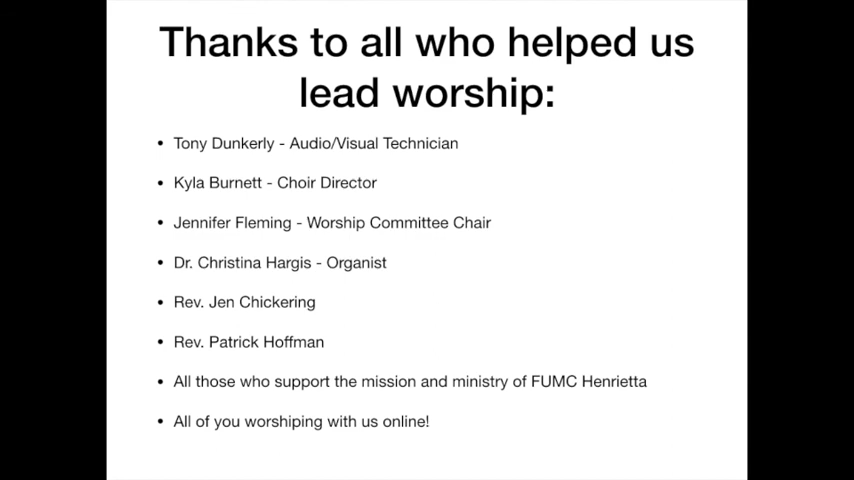 Thanks to all who helped us
lead worship:
• Tony Dunkerly - Audio/Visual Technician
• Kyla Burnett - Choir Director
• Jennifer Fleming - Worship Committee Chair
• Dr. Christina Hargis - Organist
• Rev. Jen Chickering
• Rev. Patrick Hoffman
• All those who support the mission and ministry of FUMC Henrietta
• All of you worshiping with us online!